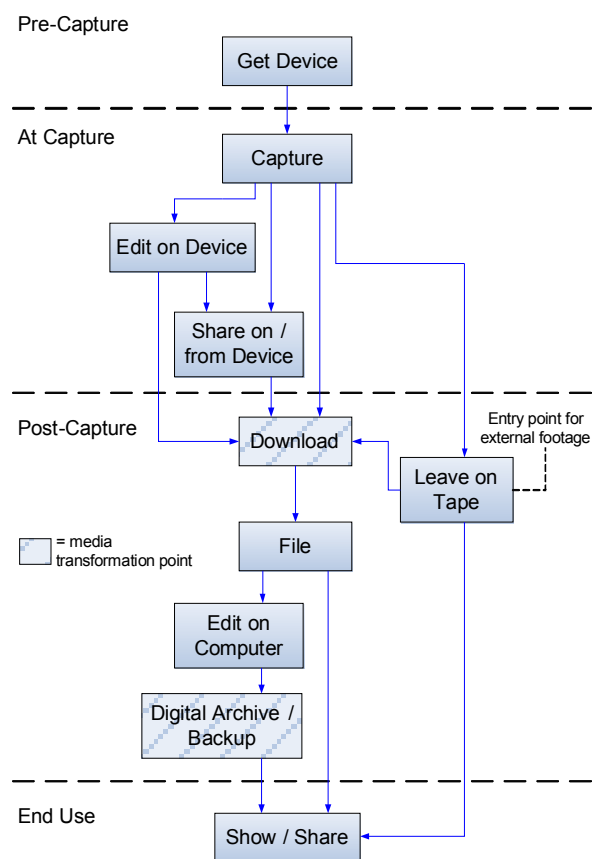 Pre-Capture
Get Device
At Capture
Capture
Edit on Device
Share on /
from Device
Post-Capture
Download
Entry point for
external footage
Leave on
Tape
= media
transformation point
File
Edit on
Computer
Digital Archive /
Backup
End Use
Show / Share